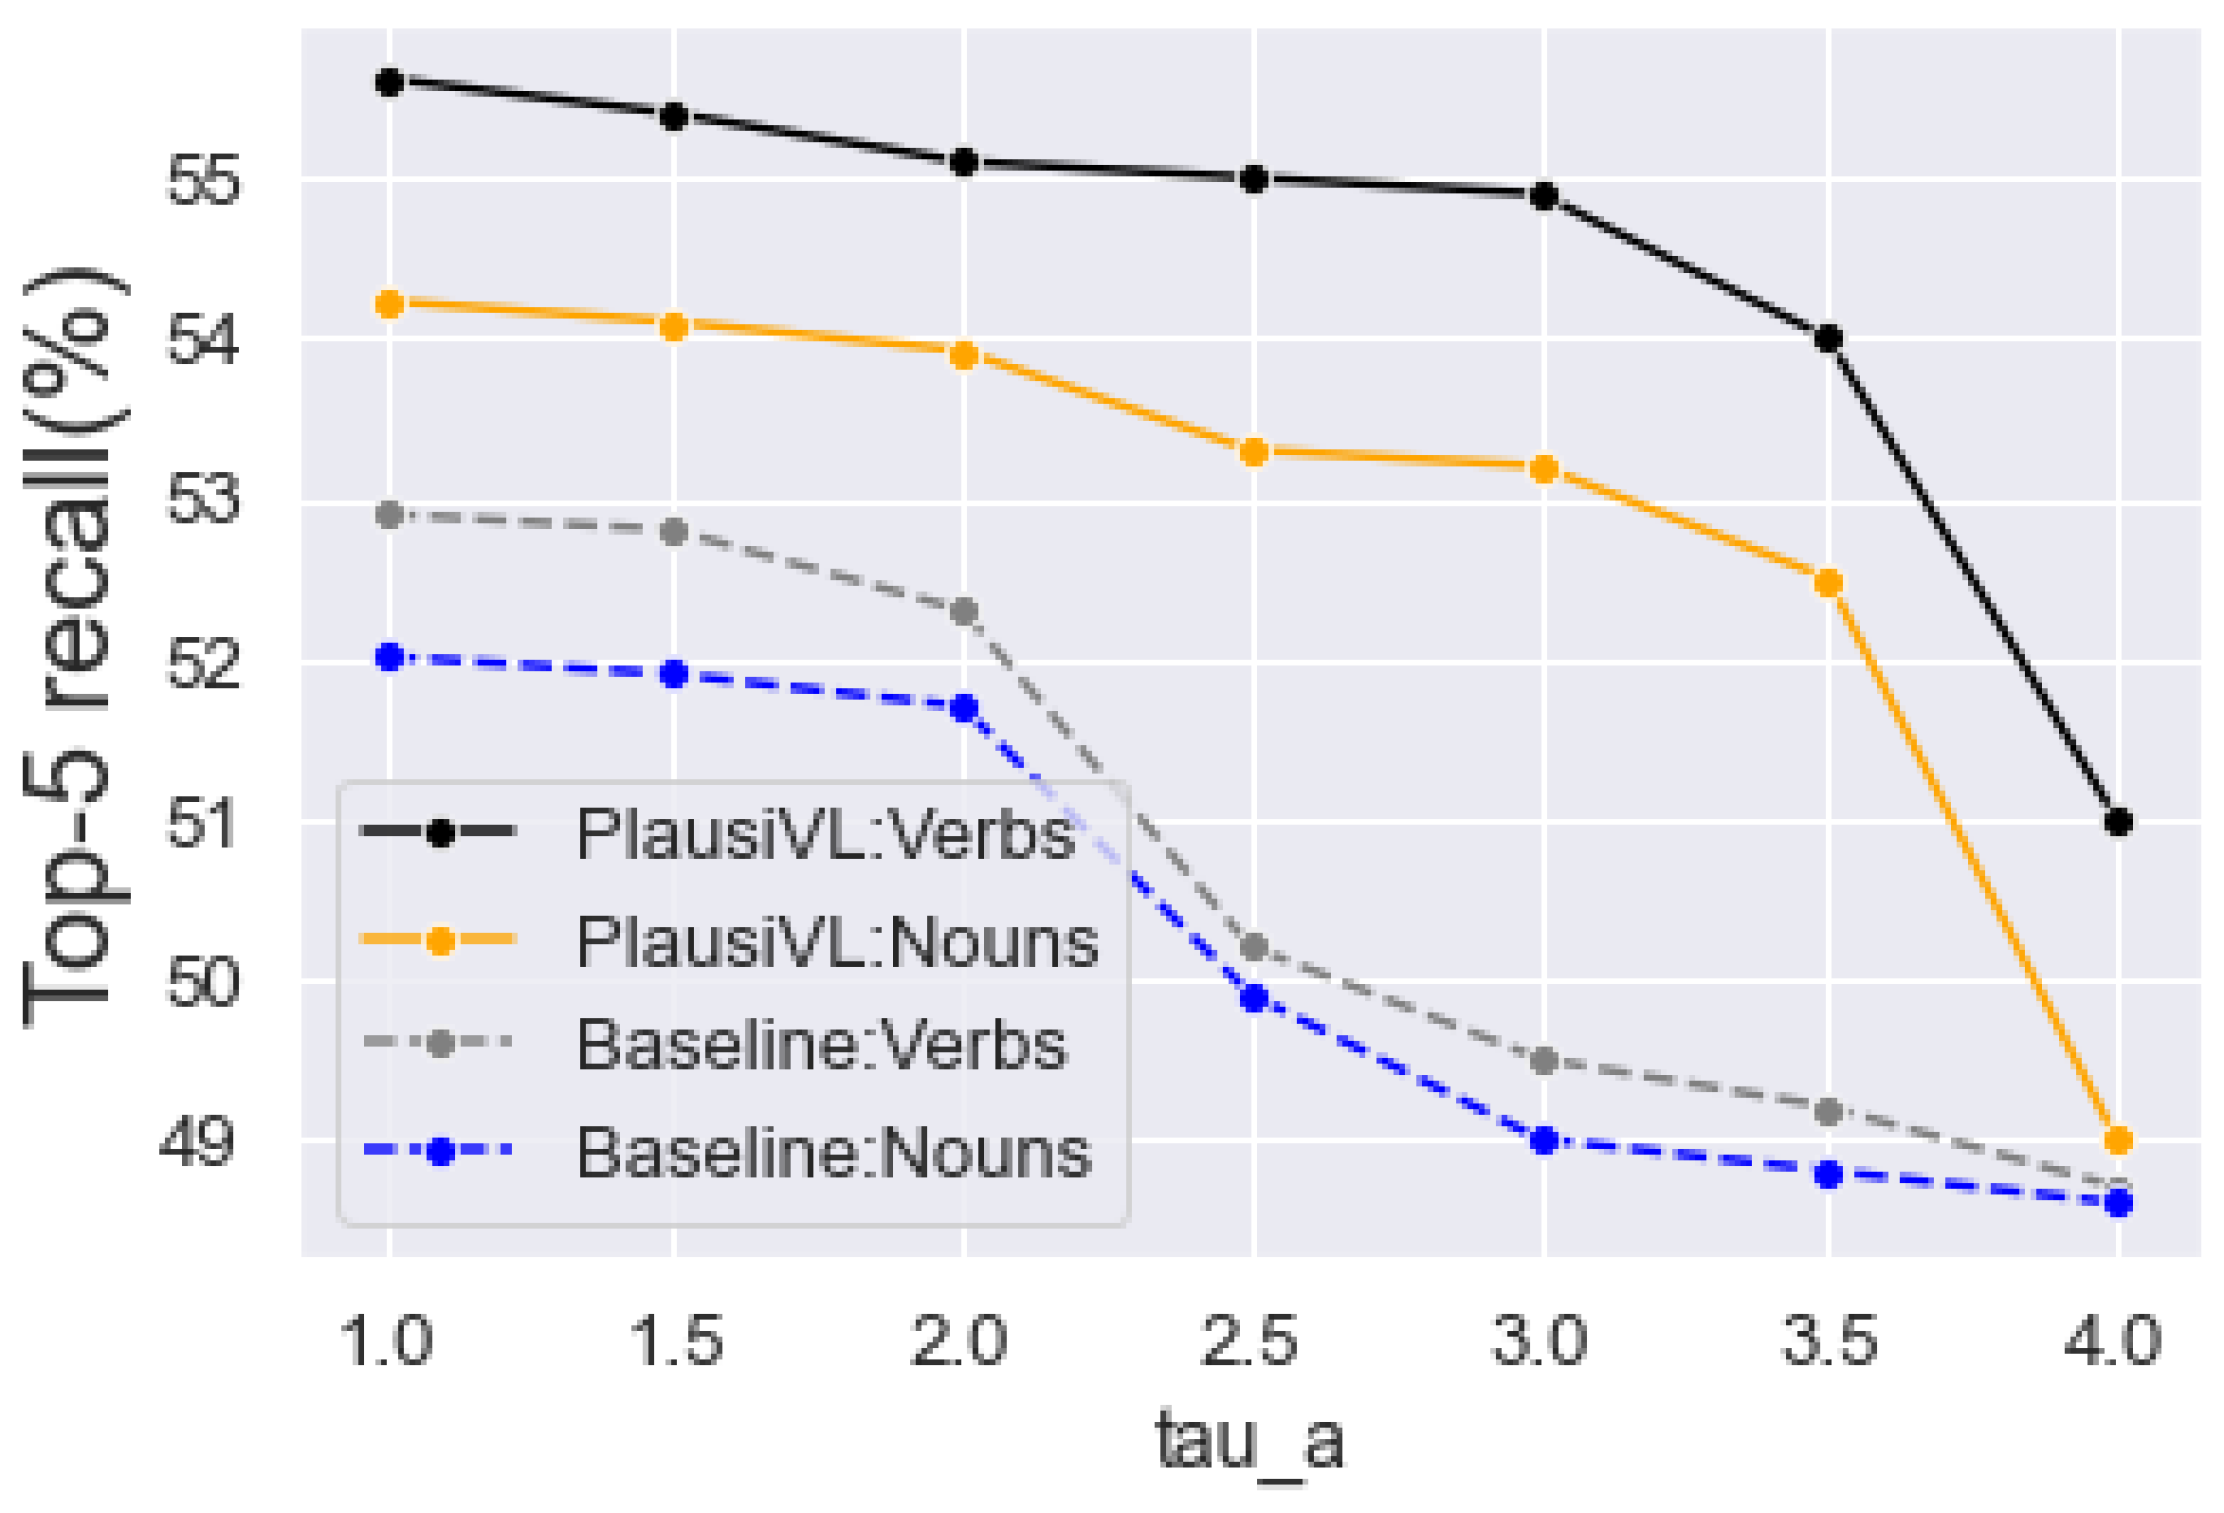 Top-5 recall(%)
55
54
53
52
51
50
49
PlausiVL:Verbs
PlausiVL:Nouns
Baseline:Verbs
Baseline:Nouns
1.0 1.5 2.0 2.5 3.0 3.5 4.0
tau_a